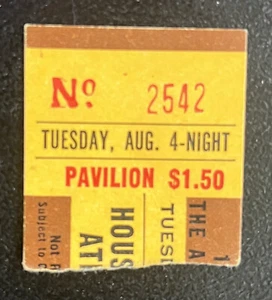 Nº 2542
TUESDAY, AUG. 4-NIGHT
PAVILION $1.50
THE A
TUES
HOUS
AT
Not
Subject to